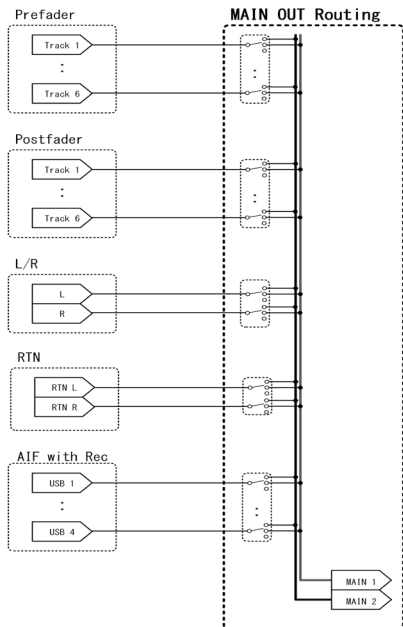 Prefader
MAIN OUT Routing
Track 1
:
Track 6
Postfader
Track 1
:
Track 6
L/R
L
R
RTN
RTN L
RTN R
AIF with Rec
USB 1
:
USB 4
MAIN 1
MAIN 2